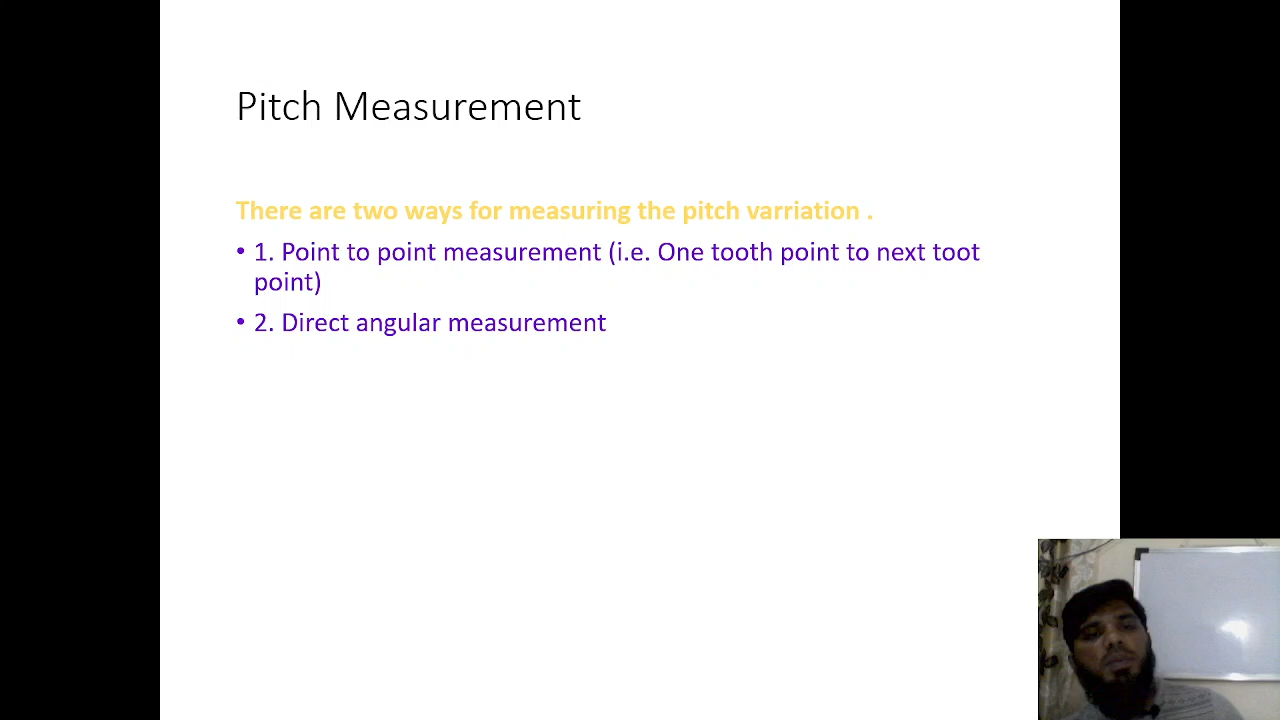 Pitch Measurement
There are two ways for measuring the pitch varriation .
• 1. Point to point measurement (i.e. One tooth point to next toot
point)
• 2. Direct angular measurement